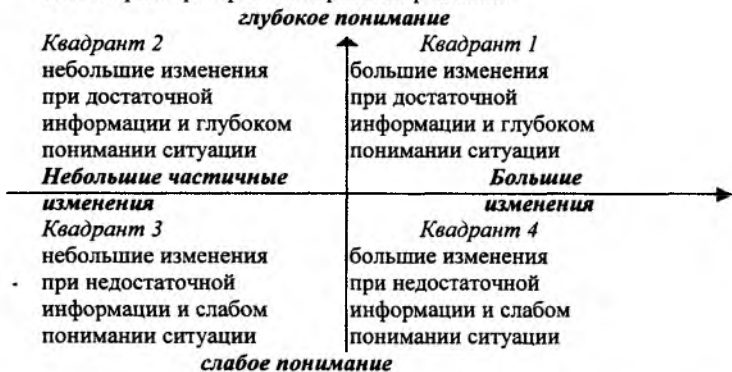 глубокое понимание
Квадрант 2
небольшие изменения
при достаточной
информации и глубоком
понимании ситуации
Квадрант 1
большие изменения
при достаточной
информации и глубоком
понимании ситуации
Небольшие частичные
изменения
Большие
изменения
Квадрант 3
небольшие изменения
при недостаточной
информации и слабом
понимании ситуации
Квадрант 4
большие изменения
при недостаточной
информации и слабом
понимании ситуации
слабое понимание